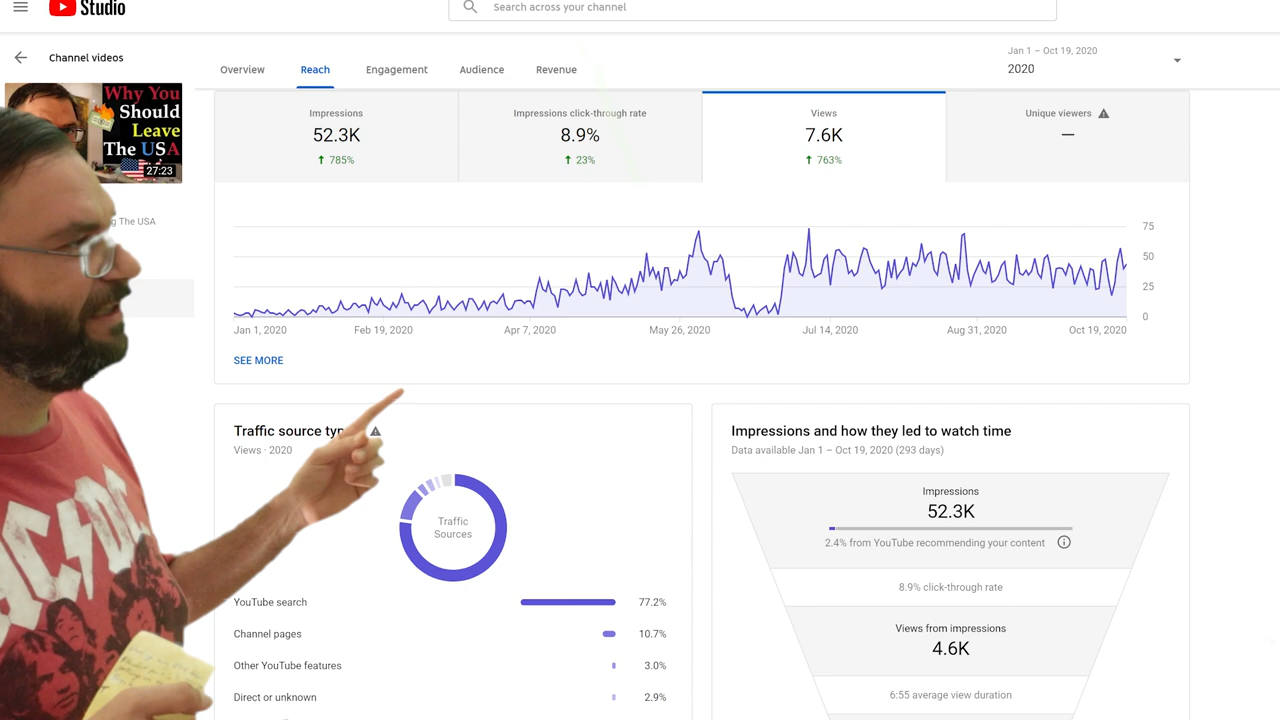 Studio
Search across your channel
Channel videos
Overview
Reach
Engagement
Audience
Revenue
Jan 1 – Oct 19, 2020
2020
Why You
Should
Leave
The USA
27:23
g The USA
Impressions
52.3K
785%
Impressions click-through rate
8.9%
23%
Views
7.6K
763%
Unique viewers
—
75
50
25
0
Jan 1, 2020
Feb 19, 2020
Apr 7, 2020
May 26, 2020
Jul 14, 2020
Aug 31, 2020
Oct 19, 2020
SEE MORE
Traffic source typ
Views · 2020
Traffic
Sources
YouTube search
77.2%
Channel pages
10.7%
Other YouTube features
3.0%
Direct or unknown
2.9%
Impressions and how they led to watch time
Data available Jan 1 – Oct 19, 2020 (293 days)
Impressions
52.3K
2.4% from YouTube recommending your content
8.9% click-through rate
Views from impressions
4.6K
6:55 average view duration
AC/DC